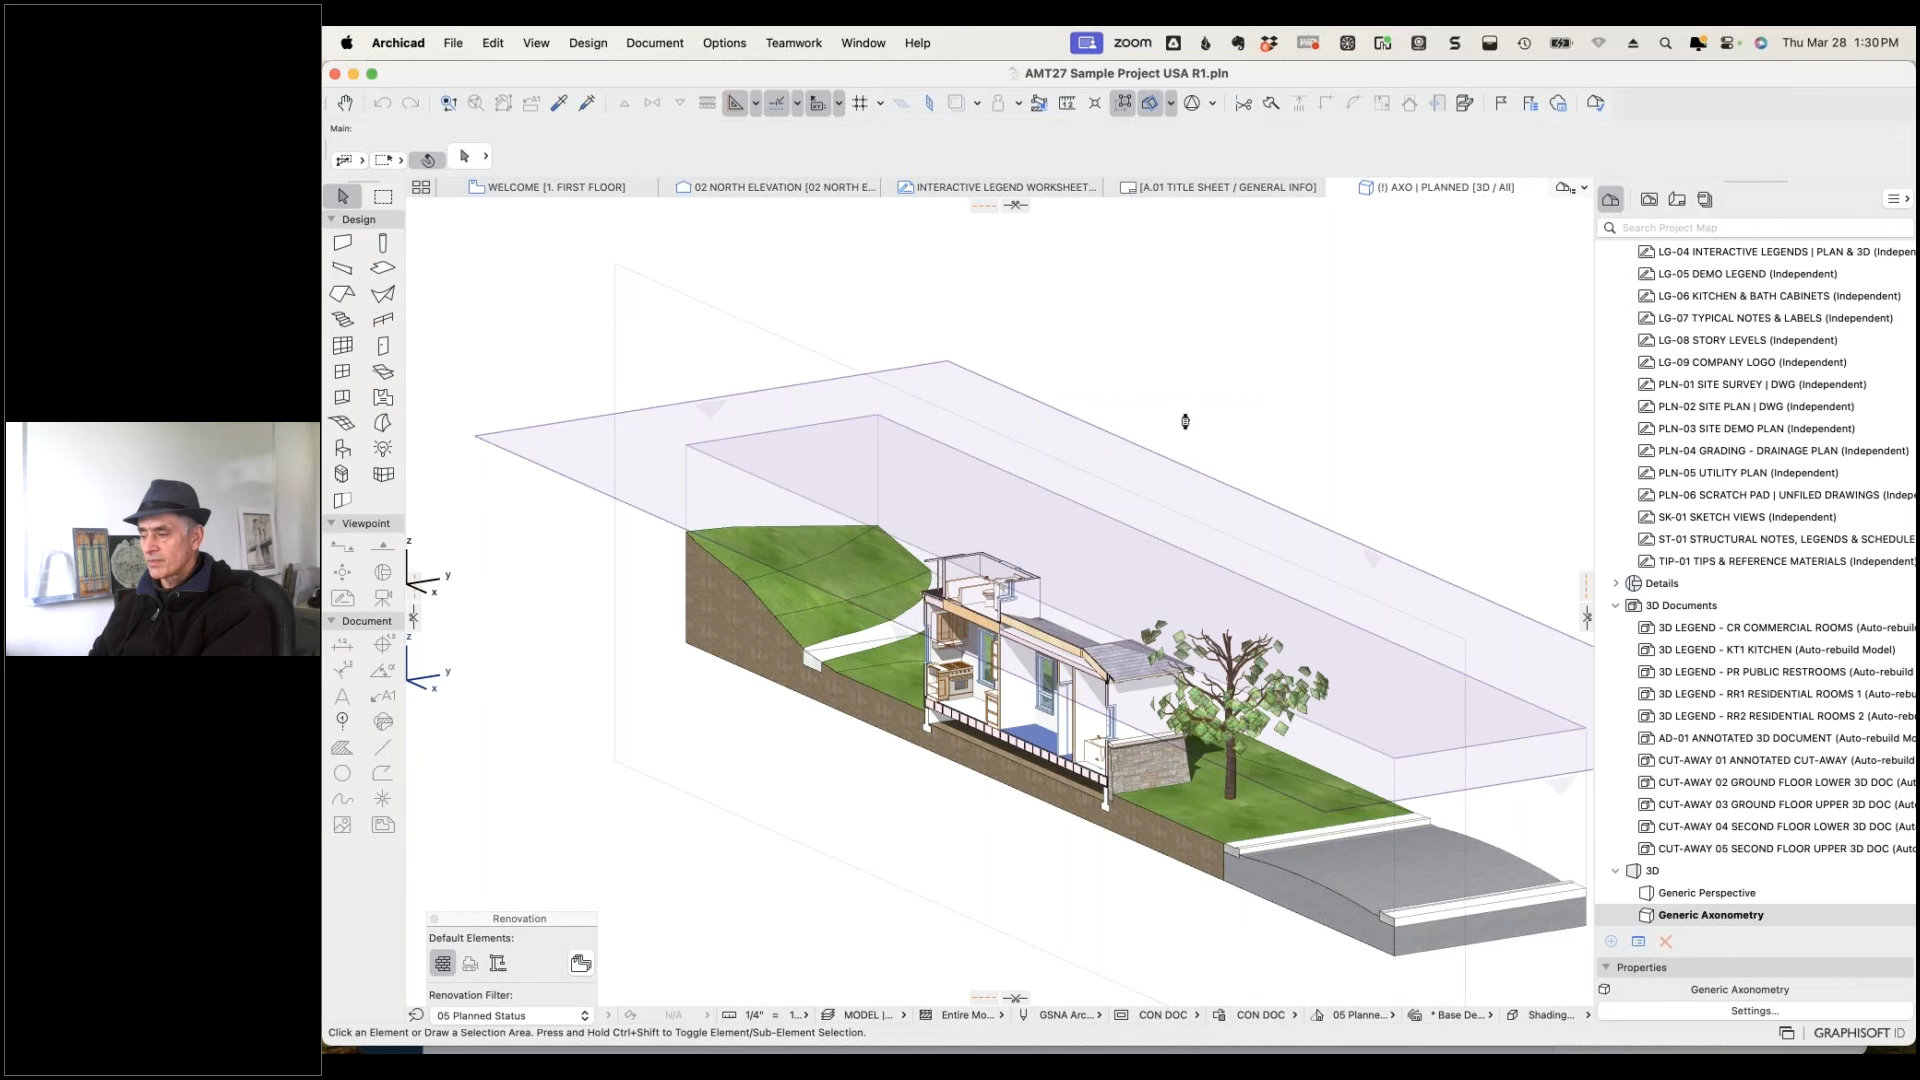 Archicad File Edit View Design Document Options Teamwork Window Help zoom Thu Mar 28 1:30 PM
AMT27 Sample Project USA R1.pln
Main:
WELCOME [1. FIRST FLOOR] 02 NORTH ELEVATION [02 NORTH E... INTERACTIVE LEGEND WORKSHEET... [A.01 TITLE SHEET / GENERAL INFO] (!) AXO | PLANNED [3D / All]
Design
Search Project Map
LG-04 INTERACTIVE LEGENDS | PLAN & 3D (Indepen
LG-05 DEMO LEGEND (Independent)
LG-06 KITCHEN & BATH CABINETS (Independent)
LG-07 TYPICAL NOTES & LABELS (Independent)
LG-08 STORY LEVELS (Independent)
LG-09 COMPANY LOGO (Independent)
PLN-01 SITE SURVEY | DWG (Independent)
PLN-02 SITE PLAN | DWG (Independent)
PLN-03 SITE DEMO PLAN (Independent)
PLN-04 GRADING - DRAINAGE PLAN (Independent)
PLN-05 UTILITY PLAN (Independent)
PLN-06 SCRATCH PAD | UNFILED DRAWINGS (Indepe
SK-01 SKETCH VIEWS (Independent)
ST-01 STRUCTURAL NOTES, LEGENDS & SCHEDULE
TIP-01 TIPS & REFERENCE MATERIALS (Independent
Details
3D Documents
3D LEGEND - CR COMMERCIAL ROOMS (Auto-rebuil
3D LEGEND - KT1 KITCHEN (Auto-rebuild Model)
3D LEGEND - PR PUBLIC RESTROOMS (Auto-rebuild
3D LEGEND - RR1 RESIDENTIAL ROOMS 1 (Auto-rebu
3D LEGEND - RR2 RESIDENTIAL ROOMS 2 (Auto-rebu
AD-01 ANNOTATED 3D DOCUMENT (Auto-rebuild Mo
CUT-AWAY 01 ANNOTATED CUT-AWAY (Auto-rebuild
CUT-AWAY 02 GROUND FLOOR LOWER 3D DOC (Aut
CUT-AWAY 03 GROUND FLOOR UPPER 3D DOC (Auto
CUT-AWAY 04 SECOND FLOOR LOWER 3D DOC (Aut
CUT-AWAY 05 SECOND FLOOR UPPER 3D DOC (Auto
3D
Generic Perspective
Generic Axonometry
Properties
Generic Axonometry
Settings...
Viewpoint
Document
z
y
x
z
y
x
Renovation
Default Elements:
Renovation Filter:
05 Planned Status
N/A 1/4" = 1... MODEL |... Entire Mo... GSNA Arc... CON DOC CON DOC 05 Planne... * Base De... Shading...
Click an Element or Draw a Selection Area. Press and Hold Ctrl+Shift to Toggle Element/Sub-Element Selection.
GRAPHISOFT ID